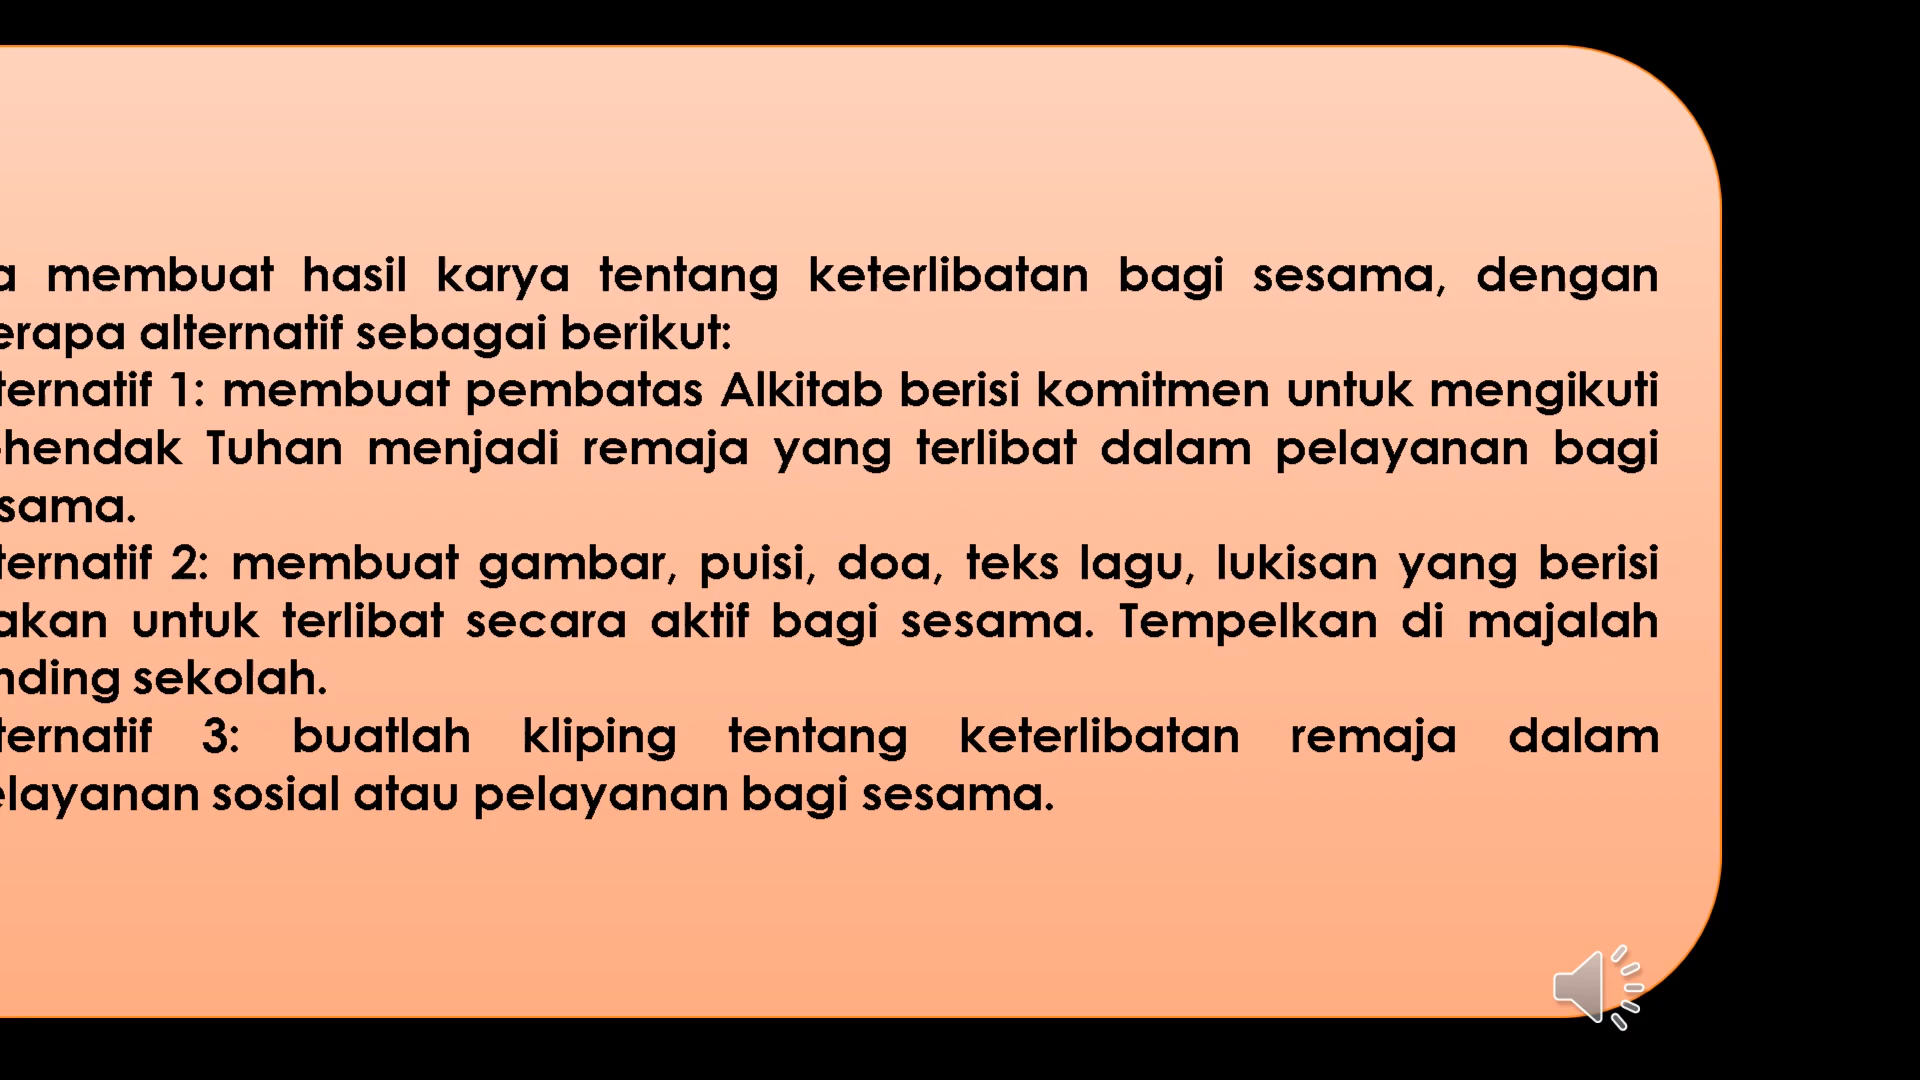 a membuat hasil karya tentang keterlibatan bagi sesama, dengan
erapa alternatif sebagai berikut:
ternatif 1: membuat pembatas Alkitab berisi komitmen untuk mengikuti
hendak Tuhan menjadi remaja yang terlibat dalam pelayanan bagi
sama.
ternatif 2: membuat gambar, puisi, doa, teks lagu, lukisan yang berisi
akan untuk terlibat secara aktif bagi sesama. Tempelkan di majalah
nding sekolah.
ternatif 3: buatlah kliping tentang keterlibatan remaja dalam
elayanan sosial atau pelayanan bagi sesama.